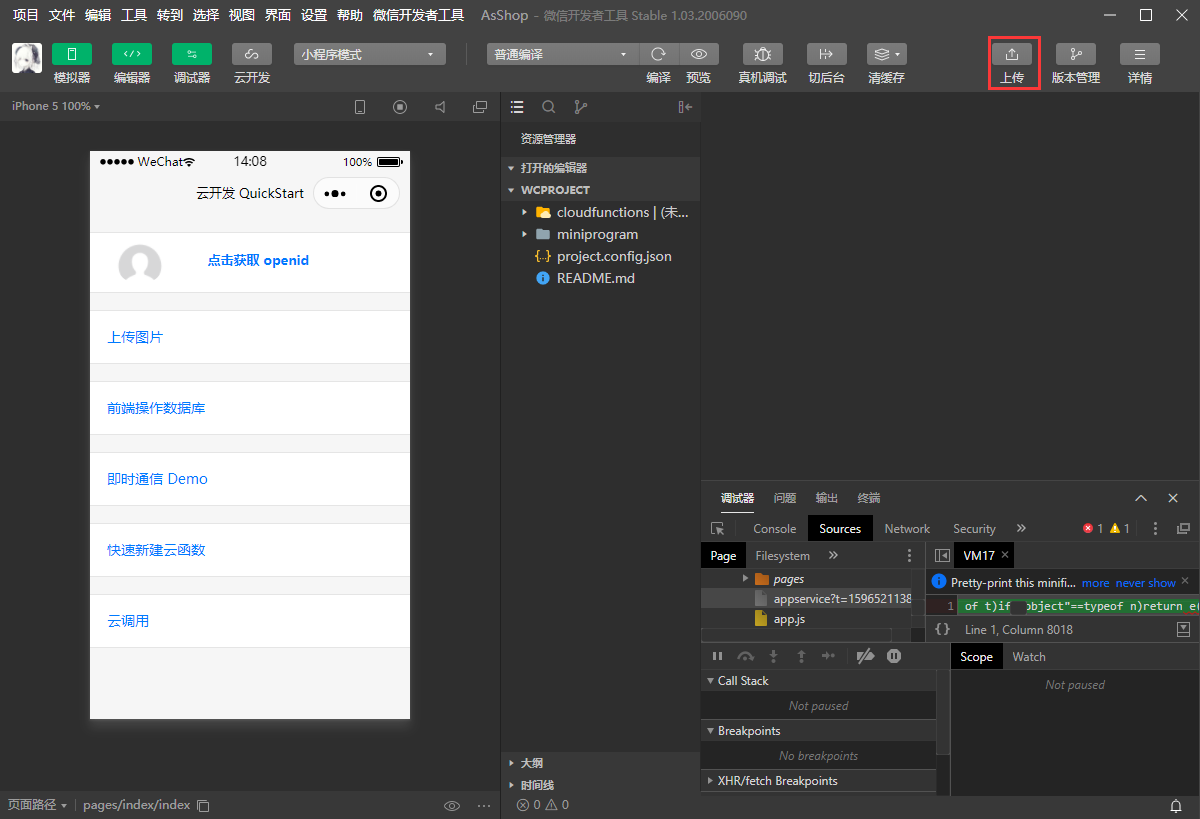 项目 文件 编辑 工具 转到 选择 视图 界面 设置 帮助 微信开发者工具 AsShop - 微信开发者工具 Stable 1.03.2006090
小程序模式 普通编译
模拟器 编辑器 调试器 云开发 编译 预览 真机调试 切后台 清缓存 上传 版本管理 详情
iPhone 5 100%
WeChat 14:08 100%
云开发 QuickStart
点击获取 openid
上传图片
前端操作数据库
即时通信 Demo
快速新建云函数
云调用
页面路径 pages/index/index
资源管理器
打开的编辑器
WCPROJECT
cloudfunctions | (未...
miniprogram
{..} project.config.json
README.md
大纲
时间线
0 0
调试器 问题 输出 终端
Console Sources Network Security » 1 1
Page Filesystem »
VM17 ×
pages
appservice?t=1596521138
app.js
Pretty-print this minifi... more never show ×
1 of t)if object"==typeof n)return e(
{} Line 1, Column 8018
Call Stack
Not paused
Breakpoints
No breakpoints
XHR/fetch Breakpoints
Scope Watch
Not paused